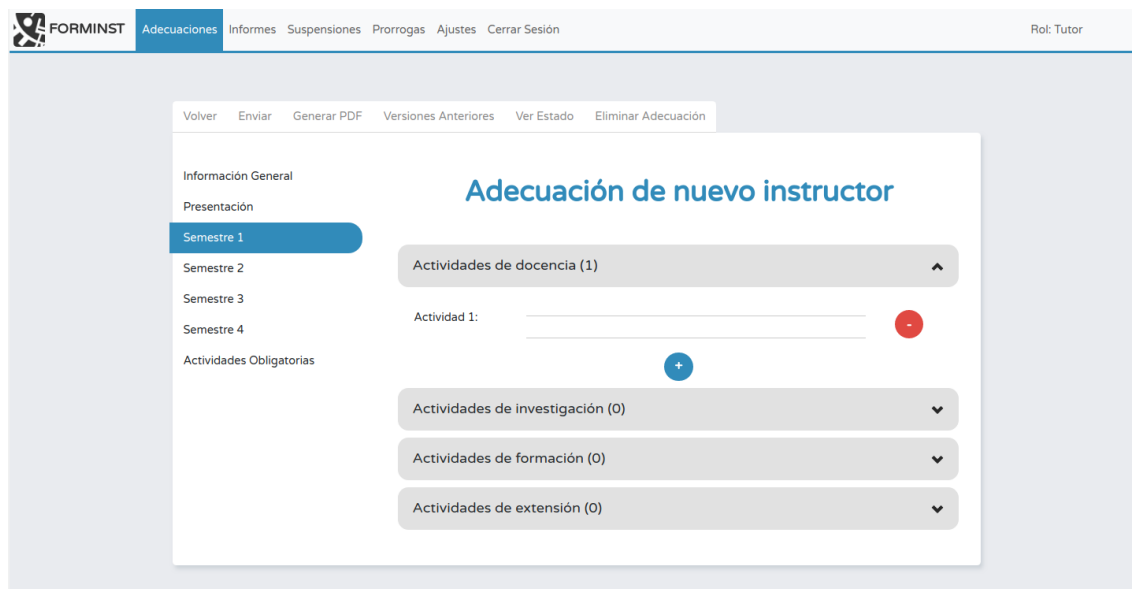 FORMINST Adecuaciones Informes Suspensiones Prorrogas Ajustes Cerrar Sesión Rol: Tutor
Volver Enviar Generar PDF Versiones Anteriores Ver Estado Eliminar Adecuación
Información General
Presentación
Semestre 1
Semestre 2
Semestre 3
Semestre 4
Actividades Obligatorias
Adecuación de nuevo instructor
Actividades de docencia (1)
Actividad 1:
-
+
Actividades de investigación (0)
Actividades de formación (0)
Actividades de extensión (0)